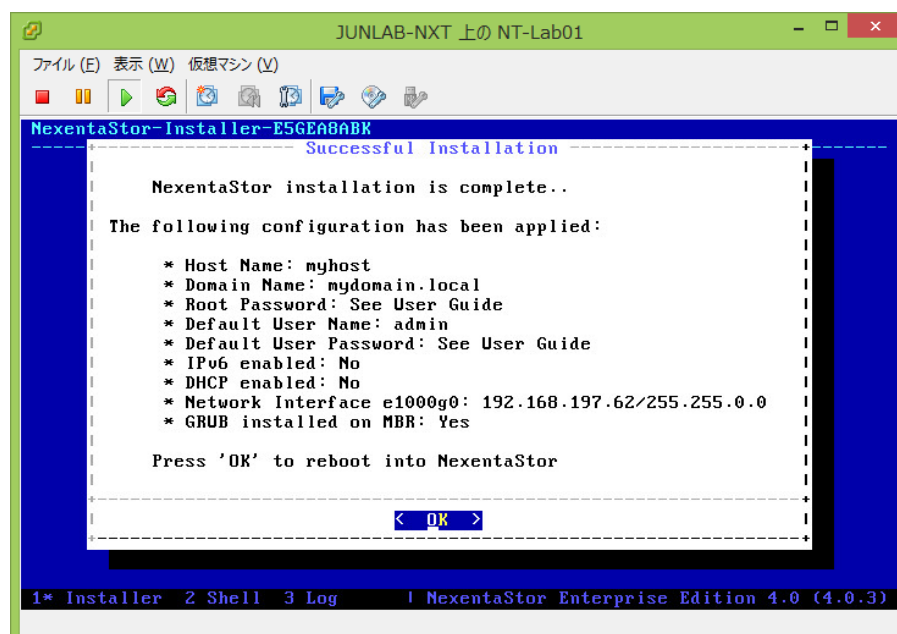 JUNLAB-NXT 上の NT-Lab01
ファイル (F) 表示 (W) 仮想マシン (V)
NexentaStor-Installer-E5GEA8ABK
Successful Installation
NexentaStor installation is complete..
The following configuration has been applied:
* Host Name: myhost
* Domain Name: mydomain.local
* Root Password: See User Guide
* Default User Name: admin
* Default User Password: See User Guide
* IPv6 enabled: No
* DHCP enabled: No
* Network Interface e1000g0: 192.168.197.62/255.255.0.0
* GRUB installed on MBR: Yes
Press 'OK' to reboot into NexentaStor
< OK >
1* Installer 2 Shell 3 Log | NexentaStor Enterprise Edition 4.0 (4.0.3)